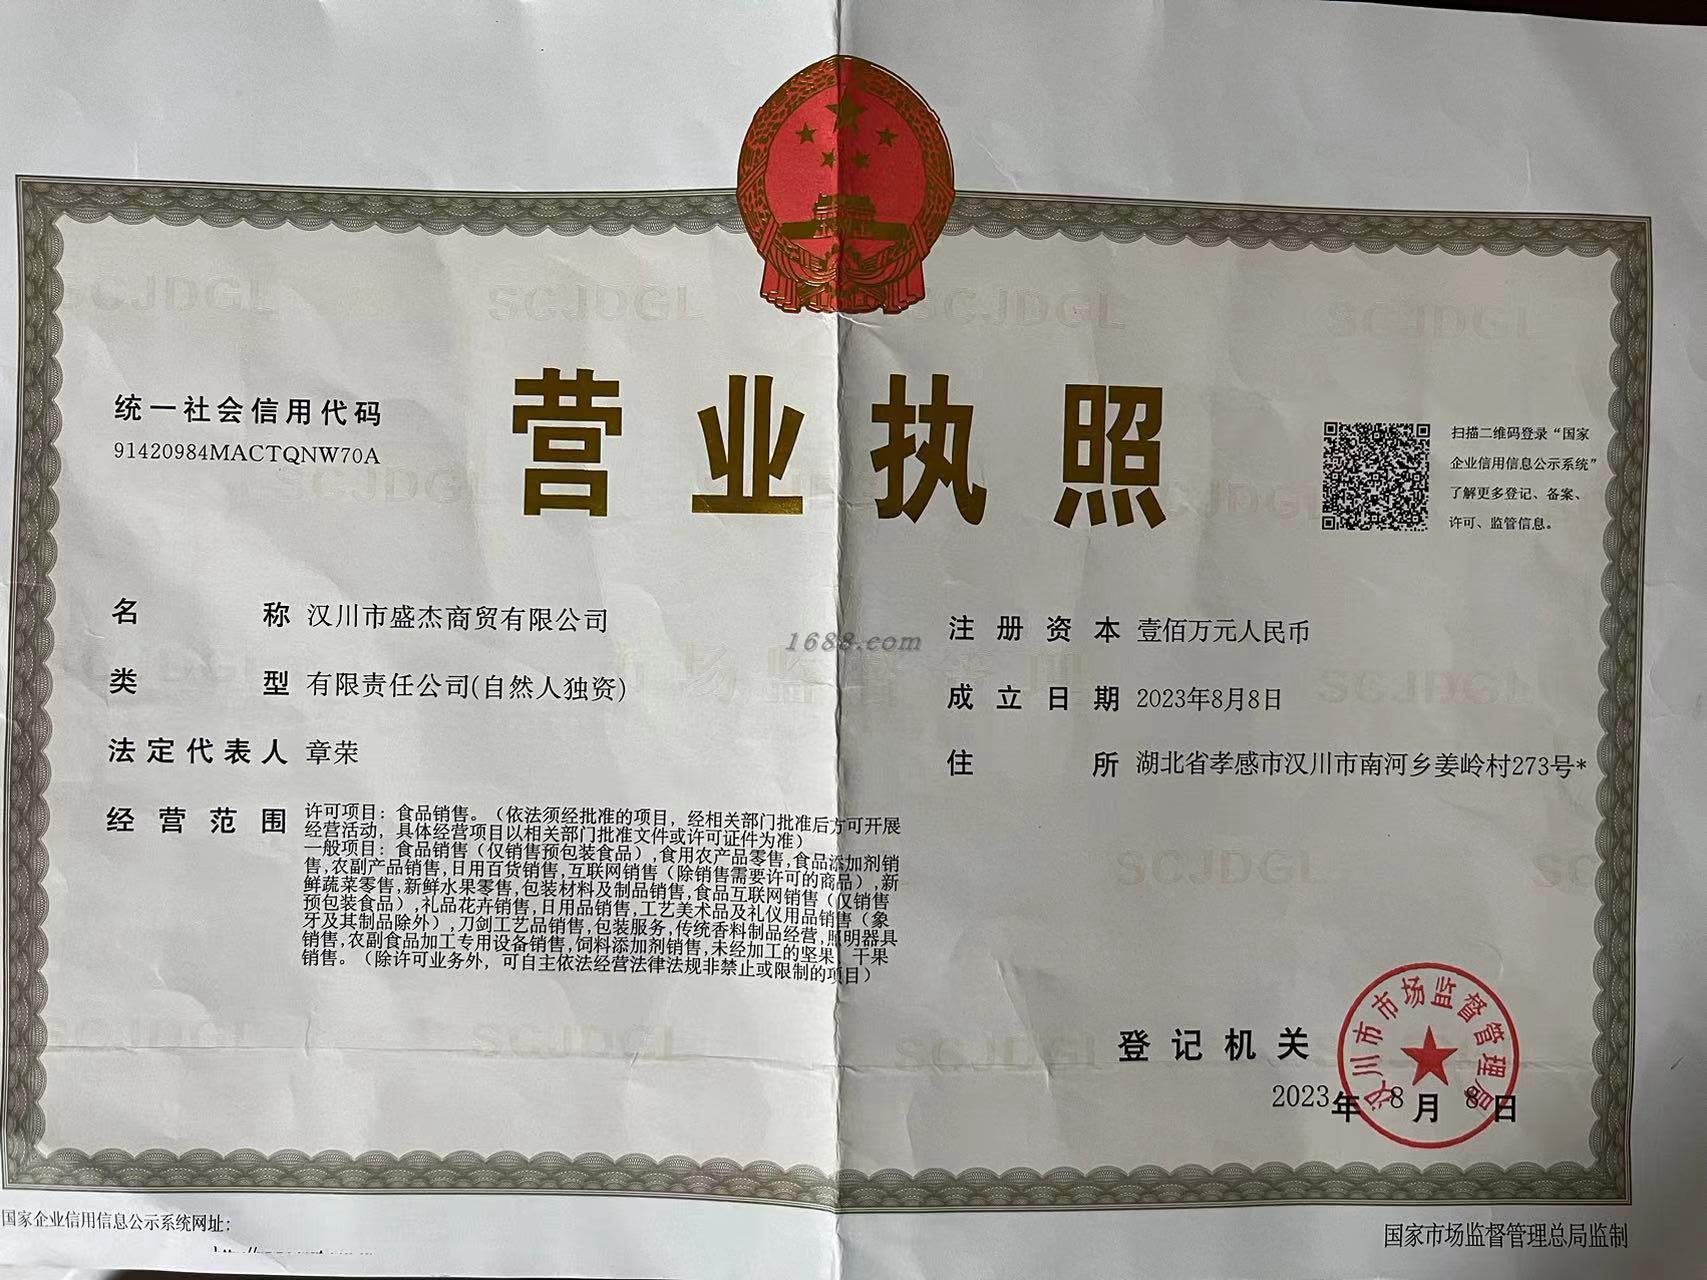 统一社会信用代码
91420984MACTQNW70A
营业执照
扫描二维码登录“国家
企业信用信息公示系统”
了解更多登记、备案、
许可、监管信息。
名称 汉川市盛杰商贸有限公司
类型 有限责任公司(自然人独资)
法定代表人 章荣
经营范围 许可项目：食品销售。（依法须经批准的项目，经相关部门批准后方可开展
经营活动，具体经营项目以相关部门批准文件或许可证件为准）
一般项目：食品销售（仅销售预包装食品）,食用农产品零售,食品添加剂销
售,农副产品销售,日用百货销售,互联网销售（除销售需要许可的商品）,新
鲜蔬菜零售,新鲜水果零售,包装材料及制品销售,食品互联网销售（仅销售
预包装食品）,礼品花卉销售,日用品销售,工艺美术品及礼仪用品销售（象
牙及其制品除外）,刀剑工艺品销售,包装服务,传统香料制品经营,照明器具
销售,农副食品加工专用设备销售,饲料添加剂销售,未经加工的坚果、干果
销售。（除许可业务外，可自主依法经营法律法规非禁止或限制的项目）
1688.com
注册资本 壹佰万元人民币
成立日期 2023年8月8日
住所 湖北省孝感市汉川市南河乡姜岭村273号*
登记机关
汉川市市场监督管理局
2023年8月8日
国家企业信用信息公示系统网址：
国家市场监督管理总局监制
SCJDGL
SCJDGL
SCJDGL
SCJDGL
SCJDGL
SCJDGL
SCJDGL
SCJDGL
SCJDGL